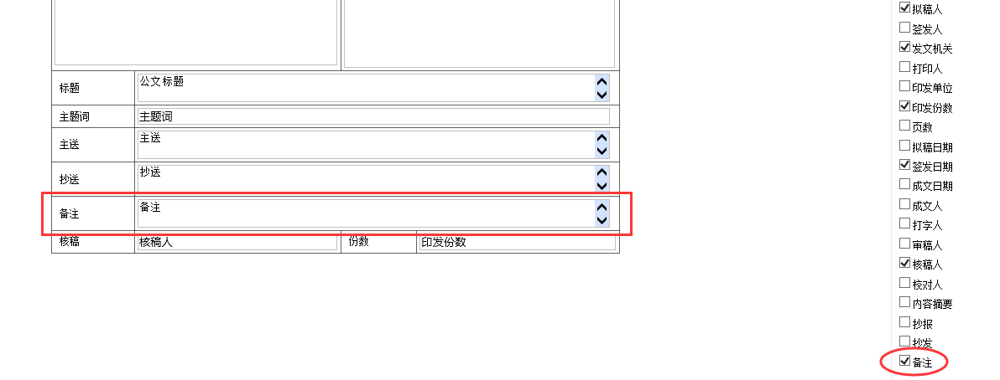 标题 公文标题
主题词 主题词
主送 主送
抄送 抄送
备注 备注
核稿 核稿人 份数 印发份数
拟稿人
签发人
发文机关
打印人
印发单位
印发份数
页数
拟稿日期
签发日期
成文日期
成文人
打字人
审稿人
核稿人
校对人
内容摘要
抄报
抄发
备注